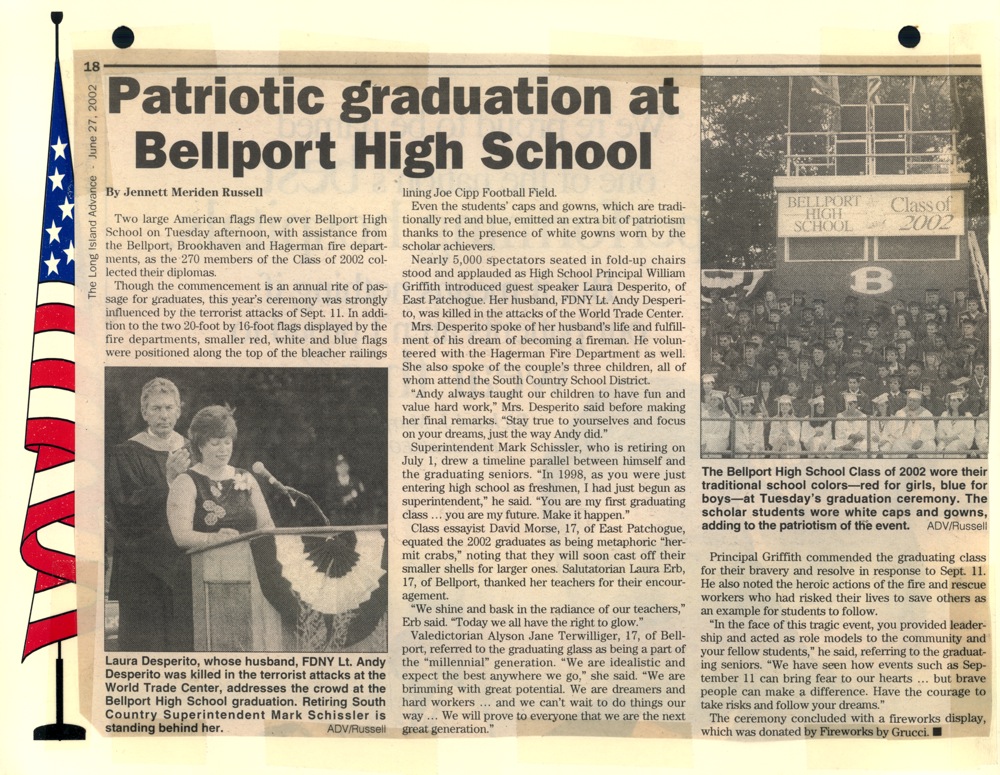 18
The Long Island Advance - June 27, 2002
Patriotic graduation at
Bellport High School
By Jennett Meriden Russell
Two large American flags flew over Bellport High
School on Tuesday afternoon, with assistance from
the Bellport, Brookhaven and Hagerman fire depart-
ments, as the 270 members of the Class of 2002 col-
lected their diplomas.
Though the commencement is an annual rite of pas-
sage for graduates, this year's ceremony was strongly
influenced by the terrorist attacks of Sept. 11. In addi-
tion to the two 20-foot by 16-foot flags displayed by the
fire departments, smaller red, white and blue flags
were positioned along the top of the bleacher railings
Laura Desperito, whose husband, FDNY Lt. Andy
Desperito was killed in the terrorist attacks at the
World Trade Center, addresses the crowd at the
Bellport High School graduation. Retiring South
Country Superintendent Mark Schissler is
standing behind her. ADV/Russell
lining Joe Cipp Football Field.
Even the students' caps and gowns, which are tradi-
tionally red and blue, emitted an extra bit of patriotism
thanks to the presence of white gowns worn by the
scholar achievers.
Nearly 5,000 spectators seated in fold-up chairs
stood and applauded as High School Principal William
Griffith introduced guest speaker Laura Desperito, of
East Patchogue. Her husband, FDNY Lt. Andy Desperi-
to, was killed in the attacks of the World Trade Center.
Mrs. Desperito spoke of her husband's life and fulfill-
ment of his dream of becoming a fireman. He volun-
teered with the Hagerman Fire Department as well.
She also spoke of the couple's three children, all of
whom attend the South Country School District.
"Andy always taught our children to have fun and
value hard work," Mrs. Desperito said before making
her final remarks. "Stay true to yourselves and focus
on your dreams, just the way Andy did."
Superintendent Mark Schissler, who is retiring on
July 1, drew a timeline parallel between himself and
the graduating seniors. "In 1998, as you were just
entering high school as freshmen, I had just begun as
superintendent," he said. "You are my first graduating
class ... you are my future. Make it happen."
Class essayist David Morse, 17, of East Patchogue,
equated the 2002 graduates as being metaphoric "her-
mit crabs," noting that they will soon cast off their
smaller shells for larger ones. Salutatorian Laura Erb,
17, of Bellport, thanked her teachers for their encour-
agement.
"We shine and bask in the radiance of our teachers,"
Erb said. "Today we all have the right to glow."
Valedictorian Alyson Jane Terwilliger, 17, of Bell-
port, referred to the graduating glass as being a part of
the "millennial" generation. "We are idealistic and
expect the best anywhere we go," she said. "We are
brimming with great potential. We are dreamers and
hard workers ... and we can't wait to do things our
way ... We will prove to everyone that we are the next
great generation."
BELLPORT
HIGH
SCHOOL
Class of
2002
B
The Bellport High School Class of 2002 wore their
traditional school colors—red for girls, blue for
boys—at Tuesday's graduation ceremony. The
scholar students wore white caps and gowns,
adding to the patriotism of the event. ADV/Russell
Principal Griffith commended the graduating class
for their bravery and resolve in response to Sept. 11.
He also noted the heroic actions of the fire and rescue
workers who had risked their lives to save others as
an example for students to follow.
"In the face of this tragic event, you provided leader-
ship and acted as role models to the community and
your fellow students," he said, referring to the graduat-
ing seniors. "We have seen how events such as Sep-
tember 11 can bring fear to our hearts ... but brave
people can make a difference. Have the courage to
take risks and follow your dreams."
The ceremony concluded with a fireworks display,
which was donated by Fireworks by Grucci. ■